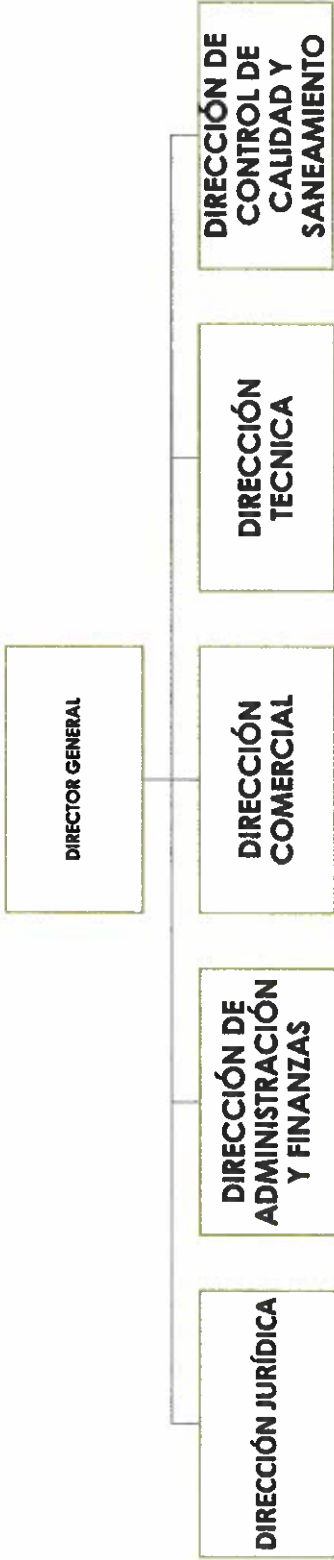 DIRECTOR GENERAL
DIRECCIÓN JURÍDICA
DIRECCIÓN DE
ADMINISTRACIÓN
Y FINANZAS
DIRECCIÓN
COMERCIAL
DIRECCIÓN
TECNICA
DIRECCIÓN DE
CONTROL DE
CALIDAD Y
SANEAMIENTO